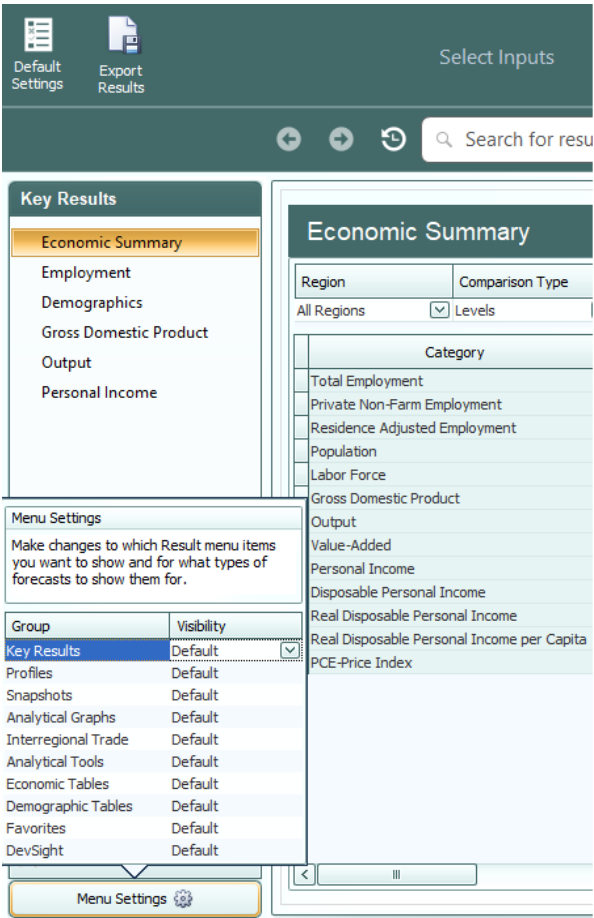 Default
Settings
Export
Results
Select Inputs
Search for resu
Key Results
Economic Summary
Employment
Demographics
Gross Domestic Product
Output
Personal Income
Economic Summary
Region
Comparison Type
All Regions
Levels
Category
Total Employment
Private Non-Farm Employment
Residence Adjusted Employment
Population
Labor Force
Gross Domestic Product
Output
Value-Added
Personal Income
Disposable Personal Income
Real Disposable Personal Income
Real Disposable Personal Income per Capita
PCE-Price Index
Menu Settings
Make changes to which Result menu items
you want to show and for what types of
forecasts to show them for.
Group Visibility
Key Results Default
Profiles Default
Snapshots Default
Analytical Graphs Default
Interregional Trade Default
Analytical Tools Default
Economic Tables Default
Demographic Tables Default
Favorites Default
DevSight Default
Menu Settings